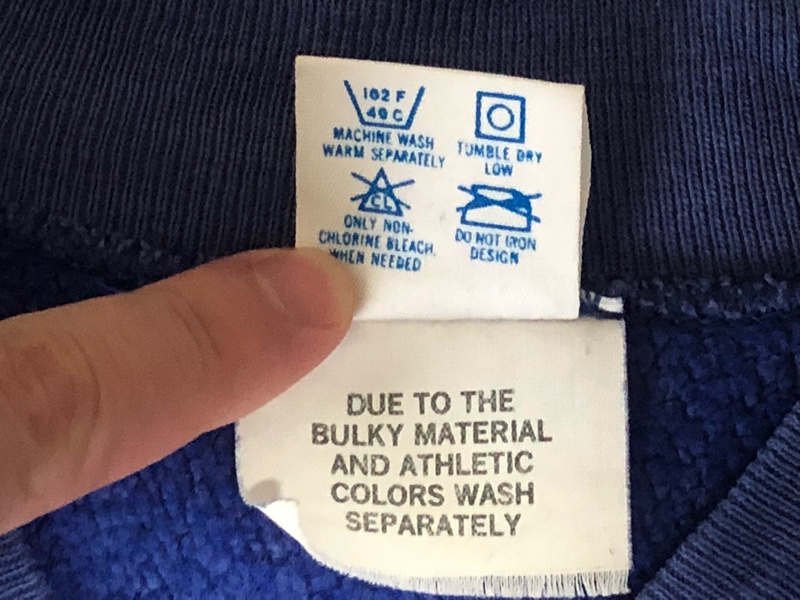 102 F
40 C
MACHINE WASH
WARM SEPARATELY
TUMBLE DRY
LOW
CL
ONLY NON-
CHLORINE BLEACH
WHEN NEEDED
DO NOT IRON
DESIGN
DUE TO THE
BULKY MATERIAL
AND ATHLETIC
COLORS WASH
SEPARATELY